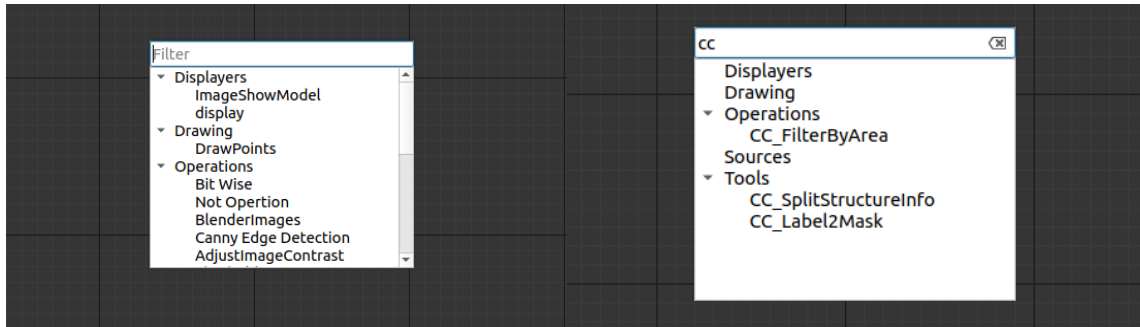 Filter
Displayers
ImageShowModel
display
Drawing
DrawPoints
Operations
Bit Wise
Not Opertion
BlenderImages
Canny Edge Detection
AdjustImageContrast
cc
Displayers
Drawing
Operations
CC_FilterByArea
Sources
Tools
CC_SplitStructureInfo
CC_Label2Mask